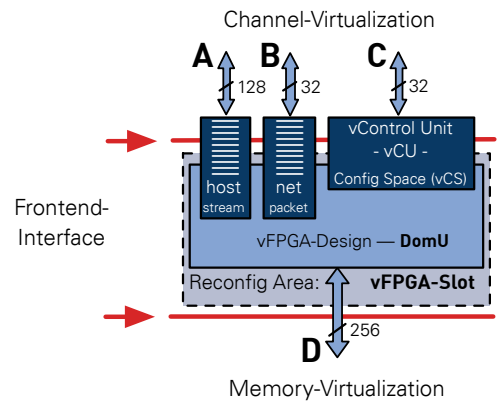 Channel-Virtualization
A B C
128 32 32
vControl Unit
- vCU -
Config Space (vCS)
host
stream
net
packet
Frontend-
Interface
vFPGA-Design — DomU
Reconfig Area: vFPGA-Slot
256
D
Memory-Virtualization